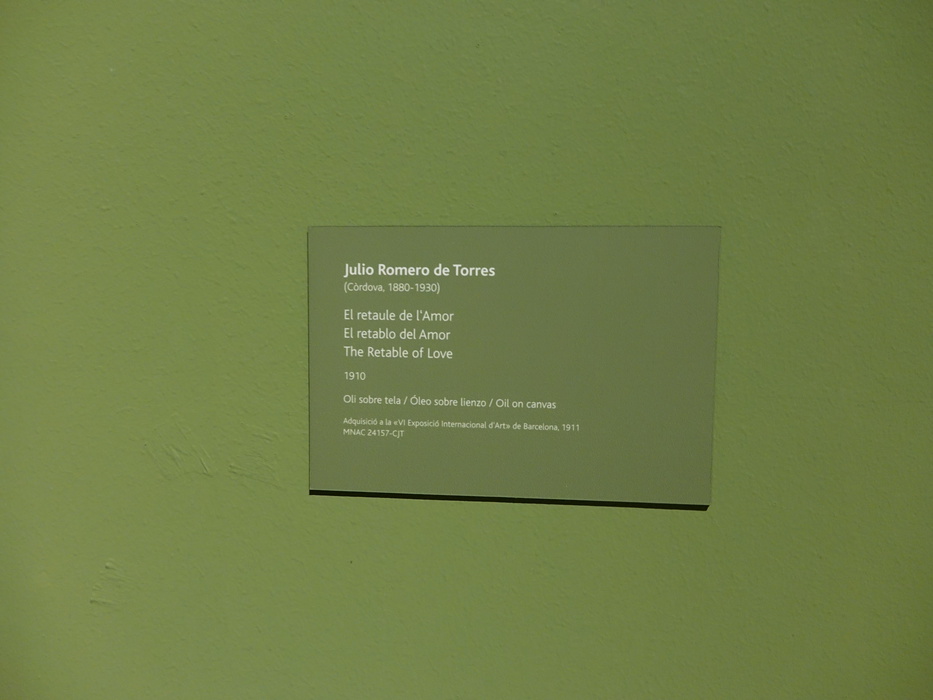 Julio Romero de Torres
(Còrdova, 1880-1930)
El retaule de l'Amor
El retablo del Amor
The Retable of Love
1910
Oli sobre tela / Óleo sobre lienzo / Oil on canvas
Adquisició a la «VI Exposició Internacional d'Art» de Barcelona, 1911
MNAC 24157-CJT